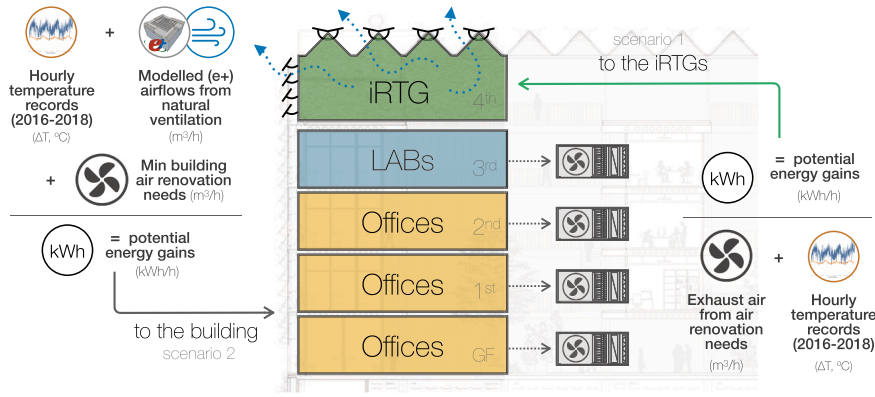 +
e+
Hourly
temperature
records
(2016-2018)
(ΔT, ºC)
Modelled (e+)
airflows from
natural
ventilation
(m³/h)
+
Min building
air renovation
needs (m³/h)
kWh
= potential
energy gains
(kWh/h)
to the building
scenario 2
iRTG 4th
LABs 3rd
Offices 2nd
Offices 1st
Offices GF
scenario 1
to the iRTGs
kWh
= potential
energy gains
(kWh/h)
+
Exhaust air
from air
renovation
needs
(m³/h)
Hourly
temperature
records
(2016-2018)
(ΔT, ºC)